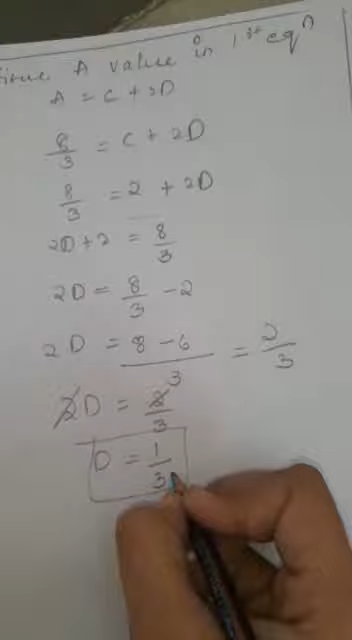 A value in 1st eqn
A = C + 2D
8/3 = C + 2D
8/3 = 2 + 2D
2D + 2 = 8/3
2D = 8/3 - 2
2D = 8 - 6/3 = 2/3
2D = 2/3
D = 1/3